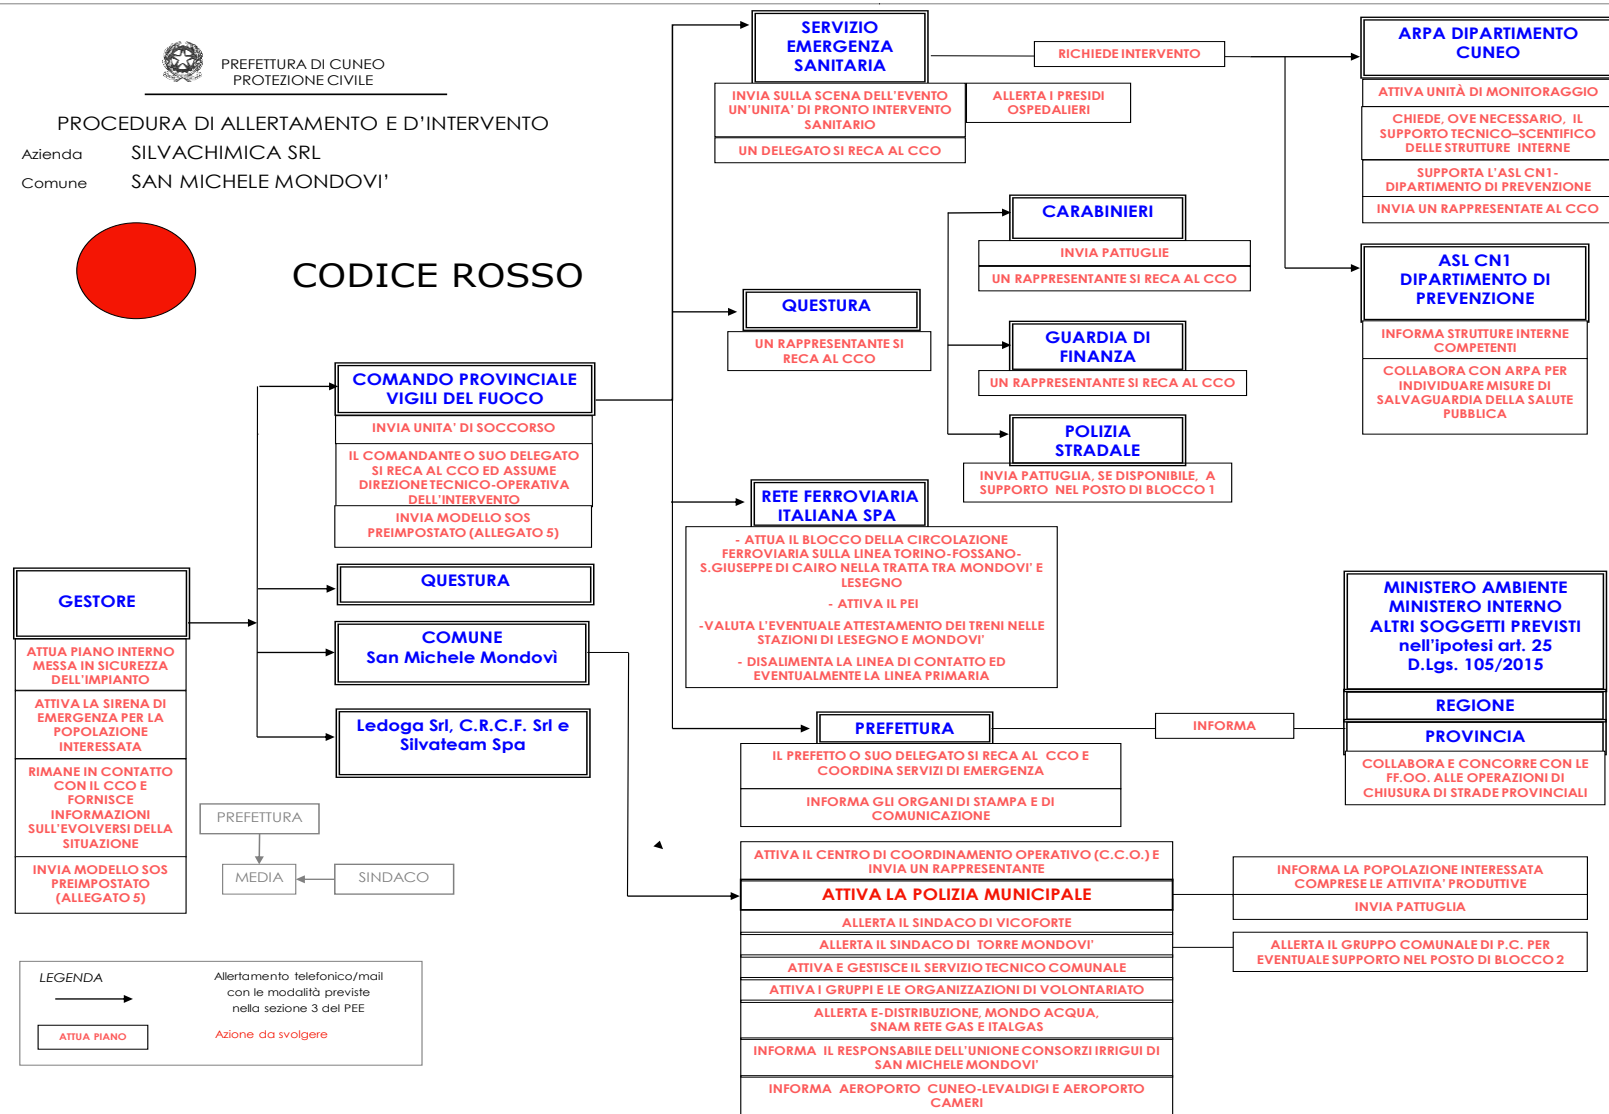 PREFETTURA DI CUNEO
PROTEZIONE CIVILE
PROCEDURA DI ALLERTAMENTO E D'INTERVENTO
Azienda SILVACHIMICA SRL
Comune SAN MICHELE MONDOVI'
CODICE ROSSO
GESTORE
ATTUA PIANO INTERNO
MESSA IN SICUREZZA
DELL'IMPIANTO
ATTIVA LA SIRENA DI
EMERGENZA PER LA
POPOLAZIONE
INTERESSATA
RIMANE IN CONTATTO
CON IL CCO E
FORNISCE
INFORMAZIONI
SULL'EVOLVERSI DELLA
SITUAZIONE
INVIA MODELLO SOS
PREIMPOSTATO
(ALLEGATO 5)
COMANDO PROVINCIALE
VIGILI DEL FUOCO
INVIA UNITA' DI SOCCORSO
IL COMANDANTE O SUO DELEGATO
SI RECA AL CCO ED ASSUME
DIREZIONE TECNICO-OPERATIVA
DELL'INTERVENTO
INVIA MODELLO SOS
PREIMPOSTATO (ALLEGATO 5)
QUESTURA
COMUNE
San Michele Mondovì
Ledoga Srl, C.R.C.F. Srl e
Silvateam Spa
PREFETTURA
MEDIA
SINDACO
LEGENDA
Allertamento telefonico/mail
con le modalità previste
nella sezione 3 del PEE
ATTUA PIANO
Azione da svolgere
SERVIZIO
EMERGENZA
SANITARIA
INVIA SULLA SCENA DELL'EVENTO
UN'UNITA' DI PRONTO INTERVENTO
SANITARIO
UN DELEGATO SI RECA AL CCO
ALLERTA I PRESIDI
OSPEDALIERI
RICHIEDE INTERVENTO
ARPA DIPARTIMENTO
CUNEO
ATTIVA UNITÀ DI MONITORAGGIO
CHIEDE, OVE NECESSARIO, IL
SUPPORTO TECNICO–SCENTIFICO
DELLE STRUTTURE INTERNE
SUPPORTA L'ASL CN1-
DIPARTIMENTO DI PREVENZIONE
INVIA UN RAPPRESENTATE AL CCO
ASL CN1
DIPARTIMENTO DI
PREVENZIONE
INFORMA STRUTTURE INTERNE
COMPETENTI
COLLABORA CON ARPA PER
INDIVIDUARE MISURE DI
SALVAGUARDIA DELLA SALUTE
PUBBLICA
QUESTURA
UN RAPPRESENTANTE SI
RECA AL CCO
CARABINIERI
INVIA PATTUGLIE
UN RAPPRESENTANTE SI RECA AL CCO
GUARDIA DI
FINANZA
UN RAPPRESENTANTE SI RECA AL CCO
POLIZIA
STRADALE
INVIA PATTUGLIA, SE DISPONIBILE, A
SUPPORTO NEL POSTO DI BLOCCO 1
RETE FERROVIARIA
ITALIANA SPA
- ATTUA IL BLOCCO DELLA CIRCOLAZIONE
FERROVIARIA SULLA LINEA TORINO-FOSSANO-
S.GIUSEPPE DI CAIRO NELLA TRATTA TRA MONDOVI' E
LESEGNO
- ATTIVA IL PEI
-VALUTA L'EVENTUALE ATTESTAMENTO DEI TRENI NELLE
STAZIONI DI LESEGNO E MONDOVI'
- DISALIMENTA LA LINEA DI CONTATTO ED
EVENTUALMENTE LA LINEA PRIMARIA
PREFETTURA
IL PREFETTO O SUO DELEGATO SI RECA AL CCO E
COORDINA SERVIZI DI EMERGENZA
INFORMA GLI ORGANI DI STAMPA E DI
COMUNICAZIONE
INFORMA
MINISTERO AMBIENTE
MINISTERO INTERNO
ALTRI SOGGETTI PREVISTI
nell'ipotesi art. 25
D.Lgs. 105/2015
REGIONE
PROVINCIA
COLLABORA E CONCORRE CON LE
FF.OO. ALLE OPERAZIONI DI
CHIUSURA DI STRADE PROVINCIALI
ATTIVA IL CENTRO DI COORDINAMENTO OPERATIVO (C.C.O.) E
INVIA UN RAPPRESENTANTE
ATTIVA LA POLIZIA MUNICIPALE
ALLERTA IL SINDACO DI VICOFORTE
ALLERTA IL SINDACO DI TORRE MONDOVI'
ATTIVA E GESTISCE IL SERVIZIO TECNICO COMUNALE
ATTIVA I GRUPPI E LE ORGANIZZAZIONI DI VOLONTARIATO
ALLERTA E-DISTRIBUZIONE, MONDO ACQUA,
SNAM RETE GAS E ITALGAS
INFORMA IL RESPONSABILE DELL'UNIONE CONSORZI IRRIGUI DI
SAN MICHELE MONDOVI'
INFORMA AEROPORTO CUNEO-LEVALDIGI E AEROPORTO
CAMERI
INFORMA LA POPOLAZIONE INTERESSATA
COMPRESE LE ATTIVITA' PRODUTTIVE
INVIA PATTUGLIA
ALLERTA IL GRUPPO COMUNALE DI P.C. PER
EVENTUALE SUPPORTO NEL POSTO DI BLOCCO 2